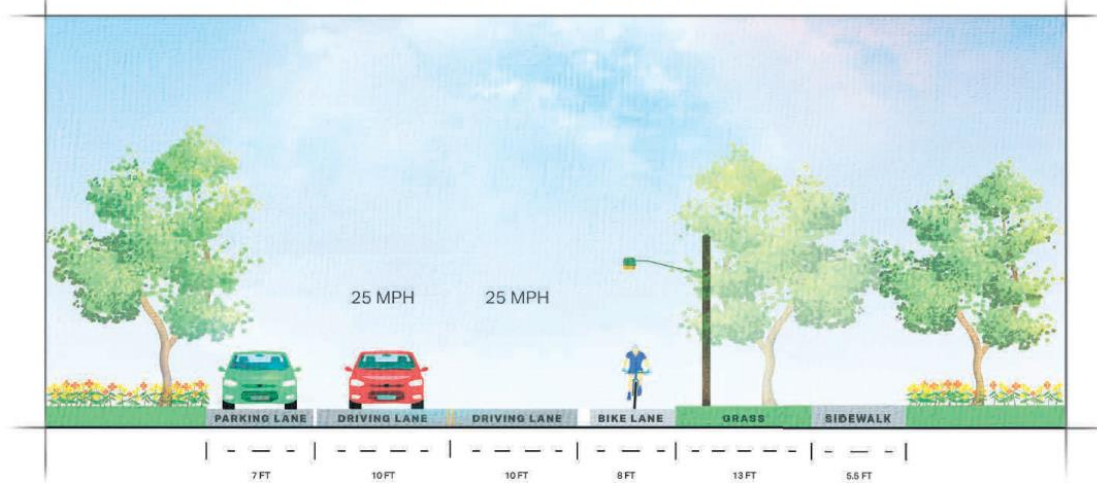 25 MPH 25 MPH
PARKING LANE DRIVING LANE DRIVING LANE BIKE LANE GRASS SIDEWALK
7 FT 10 FT 10 FT 8 FT 13 FT 5.5 FT